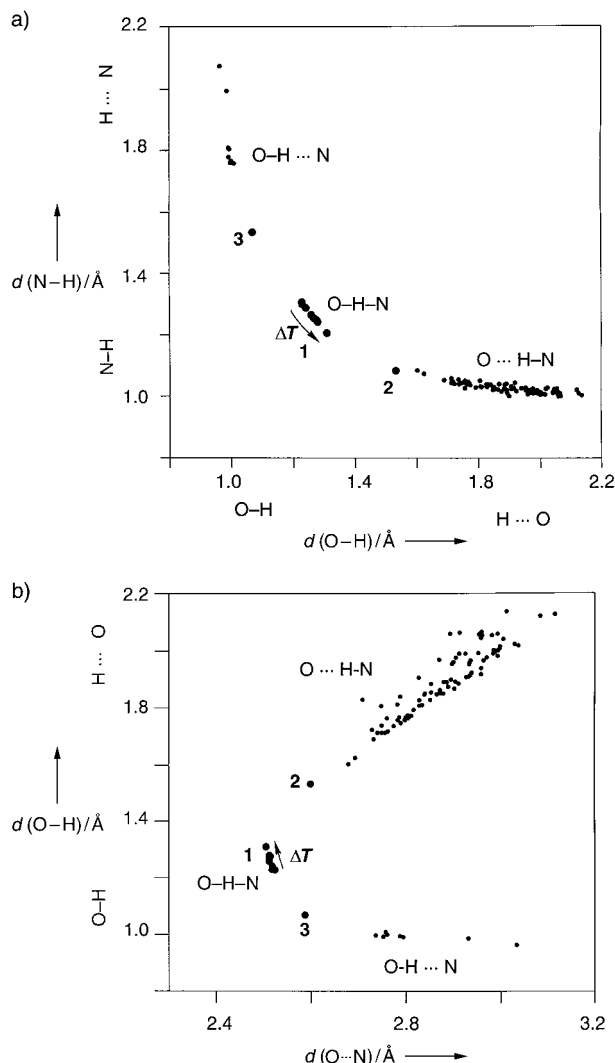 a)
2.2
H ··· N
1.8
O–H ··· N
3
d (N–H)/Å
1.4
O–H–N
ΔT
1
N–H
O ··· H–N
2
1.0
1.0
1.4
1.8
2.2
O–H
H ··· O
d (O–H)/Å
b)
2.2
H ··· O
O ··· H-N
1.8
2
d (O–H)/Å
1.4
1
ΔT
O–H–N
O–H
3
1.0
O-H ··· N
2.4
2.8
3.2
d (O···N)/Å